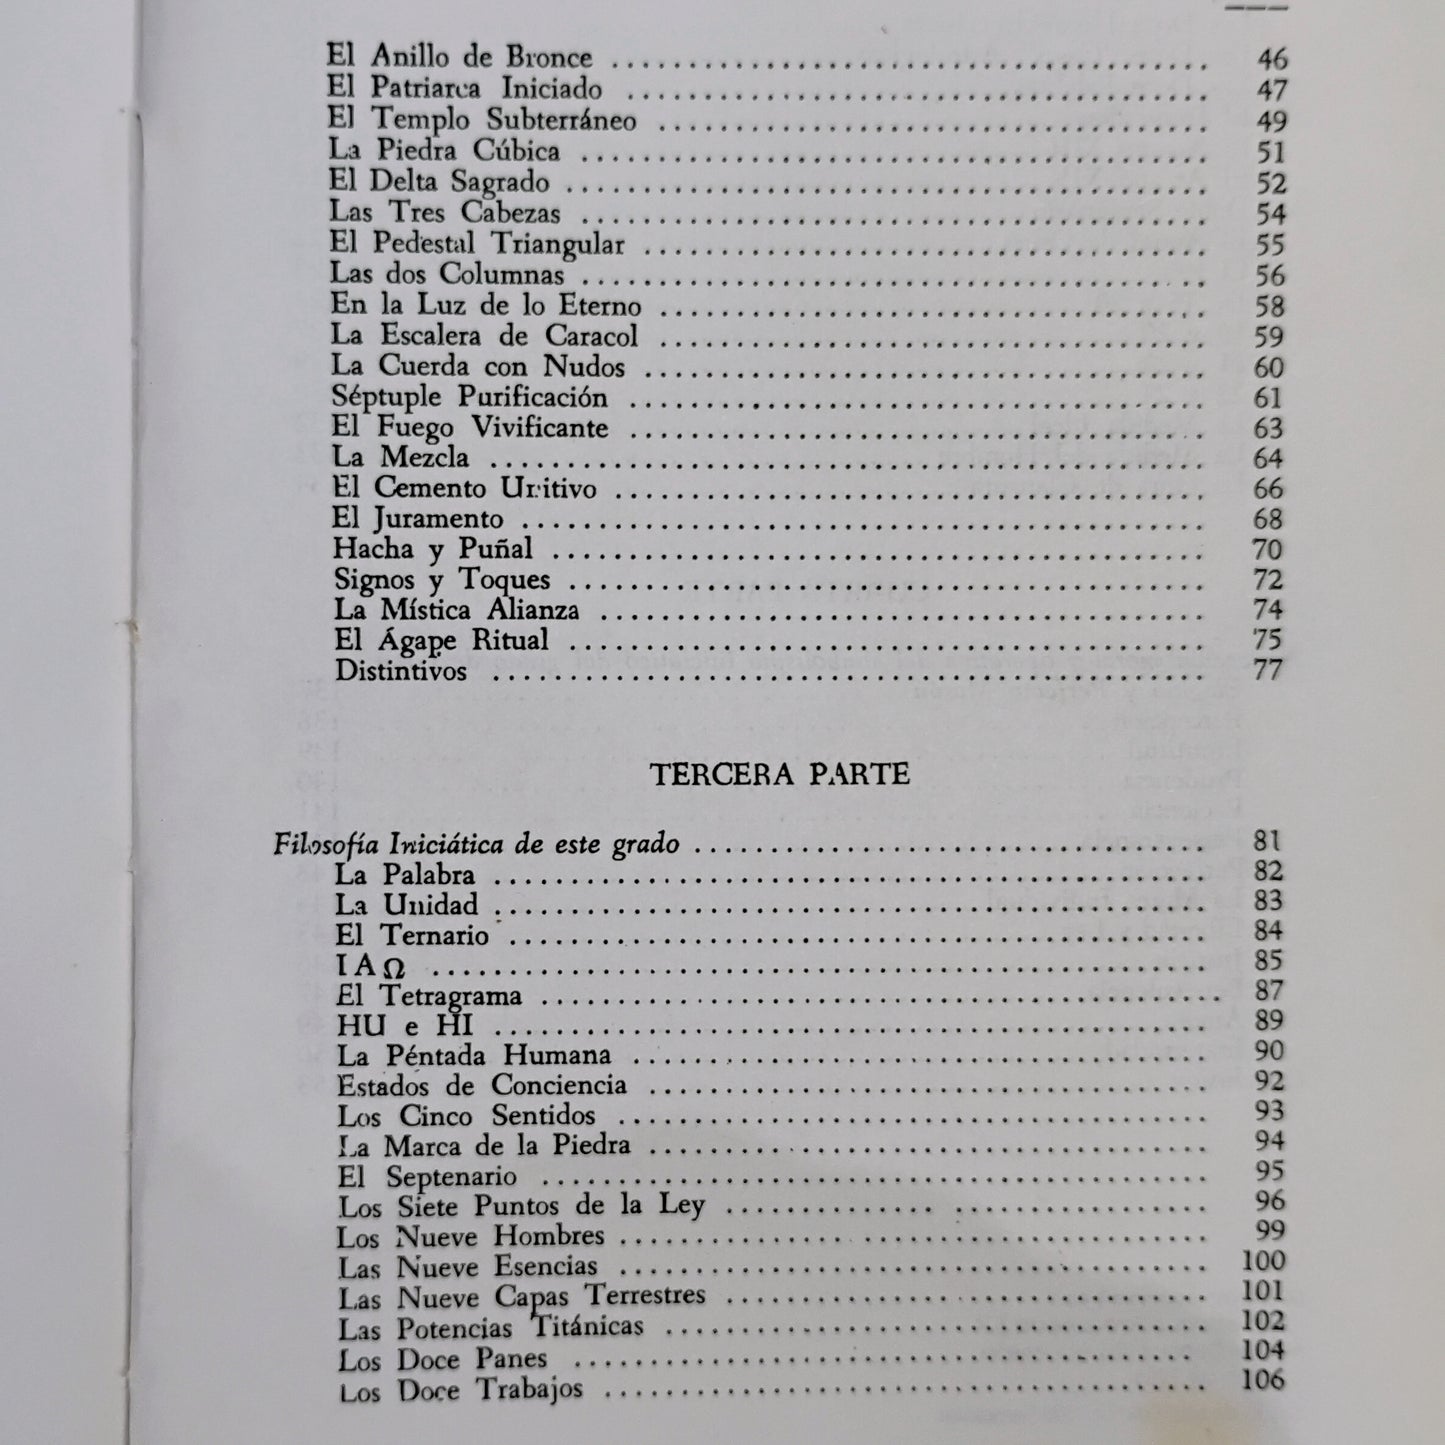 El Anillo de Bronce ........................................ 46
El Patriarca Iniciado ....................................... 47
El Templo Subterráneo ..................................... 49
La Piedra Cúbica .......................................... 51
El Delta Sagrado ........................................... 52
Las Tres Cabezas .......................................... 54
El Pedestal Triangular ...................................... 55
Las dos Columnas .......................................... 56
En la Luz de lo Eterno ..................................... 58
La Escalera de Caracol ..................................... 59
La Cuerda con Nudos ...................................... 60
Séptuple Purificación ....................................... 61
El Fuego Vivificante ....................................... 63
La Mezcla ................................................ 64
El Cemento Unitivo ........................................ 66
El Juramento .............................................. 68
Hacha y Puñal ............................................ 70
Signos y Toques ........................................... 72
La Mística Alianza ......................................... 74
El Ágape Ritual ........................................... 75
Distintivos ................................................ 77
TERCERA PARTE
Filosofía Iniciática de este grado .................................. 81
La Palabra ................................................ 82
La Unidad ................................................ 83
El Ternario ............................................... 84
I A Ω .................................................... 85
El Tetragrama ............................................. 87
HU e HI ................................................. 89
La Péntada Humana ....................................... 90
Estados de Conciencia ...................................... 92
Los Cinco Sentidos ........................................ 93
La Marca de la Piedra ...................................... 94
El Septenario ............................................. 95
Los Siete Puntos de la Ley ................................. 96
Los Nueve Hombres ........................................ 99
Las Nueve Esencias ........................................ 100
Las Nueve Capas Terrestres ................................. 101
Las Potencias Titánicas ..................................... 102
Los Doce Panes ........................................... 104
Los Doce Trabajos ......................................... 106